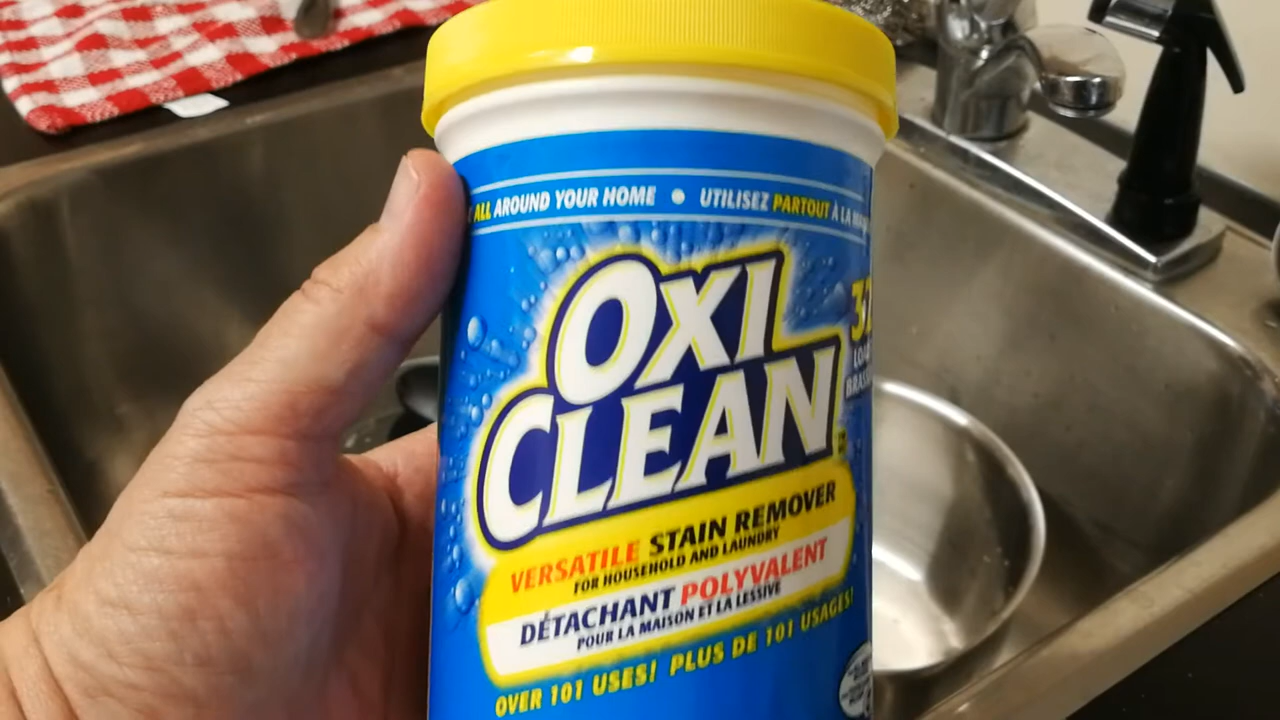 ALL AROUND YOUR HOME • UTILISEZ PARTOUT À LA
OXI
CLEAN
VERSATILE STAIN REMOVER
FOR HOUSEHOLD AND LAUNDRY
DÉTACHANT POLYVALENT
POUR LA MAISON ET LA LESSIVE
OVER 101 USES! PLUS DE 101 USAGES!